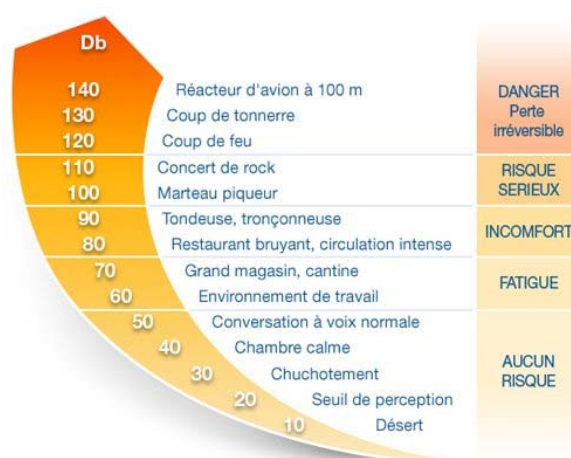 Db
140 Réacteur d'avion à 100 m
130 Coup de tonnerre
120 Coup de feu
DANGER
Perte
irréversible
110 Concert de rock
100 Marteau piqueur
RISQUE
SERIEUX
90 Tondeuse, tronçonneuse
80 Restaurant bruyant, circulation intense
INCOMFORT
70 Grand magasin, cantine
60 Environnement de travail
FATIGUE
50 Conversation à voix normale
40 Chambre calme
30 Chuchotement
20 Seuil de perception
10 Désert
AUCUN
RISQUE